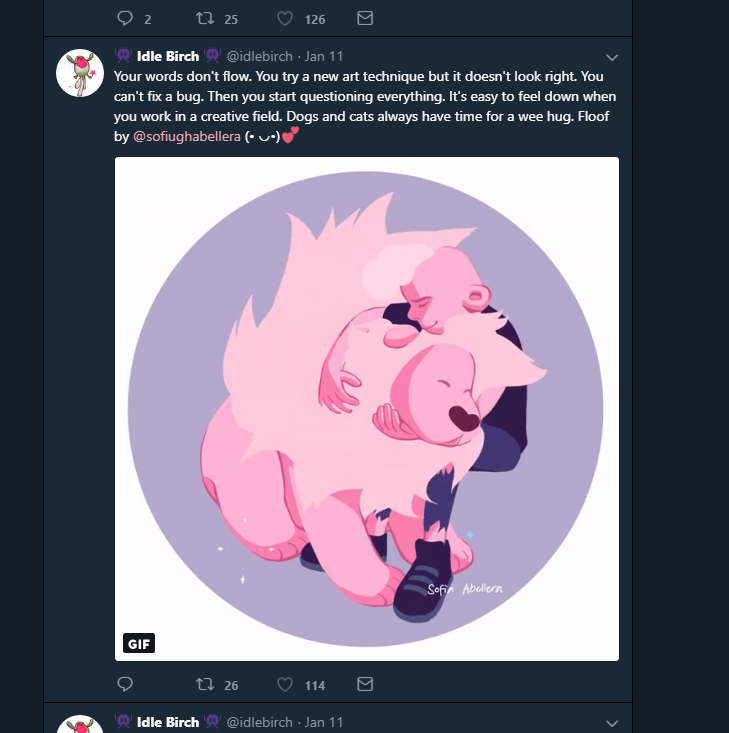 2 25 126
Idle Birch @idlebirch · Jan 11
Your words don't flow. You try a new art technique but it doesn't look right. You
can't fix a bug. Then you start questioning everything. It's easy to feel down when
you work in a creative field. Dogs and cats always have time for a wee hug. Floof
by @sofiughabellera (• ᴗ•)💕
Sofia Abellera
GIF
26 114
Idle Birch @idlebirch · Jan 11